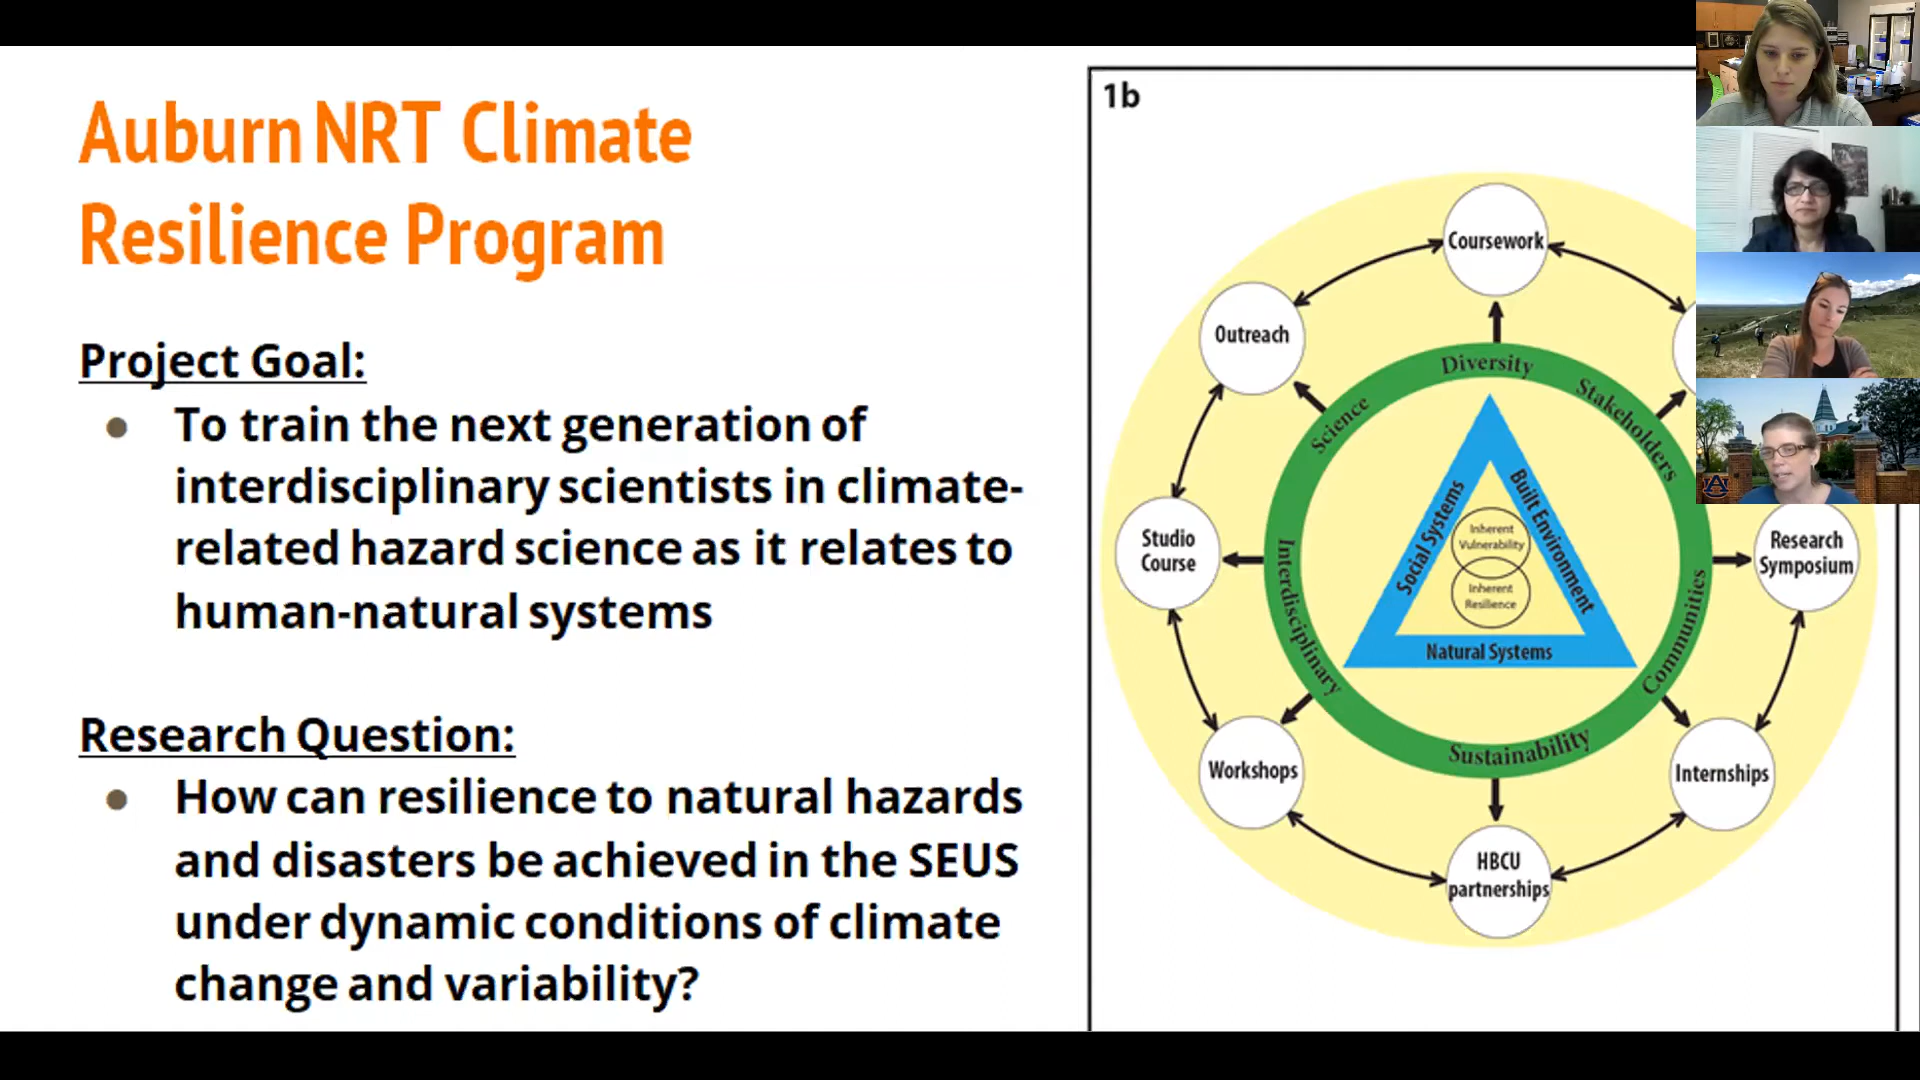 Auburn NRT Climate
Resilience Program
Project Goal:
● To train the next generation of
interdisciplinary scientists in climate-
related hazard science as it relates to
human-natural systems
Research Question:
● How can resilience to natural hazards
and disasters be achieved in the SEUS
under dynamic conditions of climate
change and variability?
1b
Coursework
Outreach
Studio
Course
Workshops
HBCU
partnerships
Internships
Research
Symposium
Diversity
Stakeholders
Communities
Sustainability
Interdisciplinary
Science
Social Systems
Built Environment
Natural Systems
Inherent
Vulnerability
Inherent
Resilience